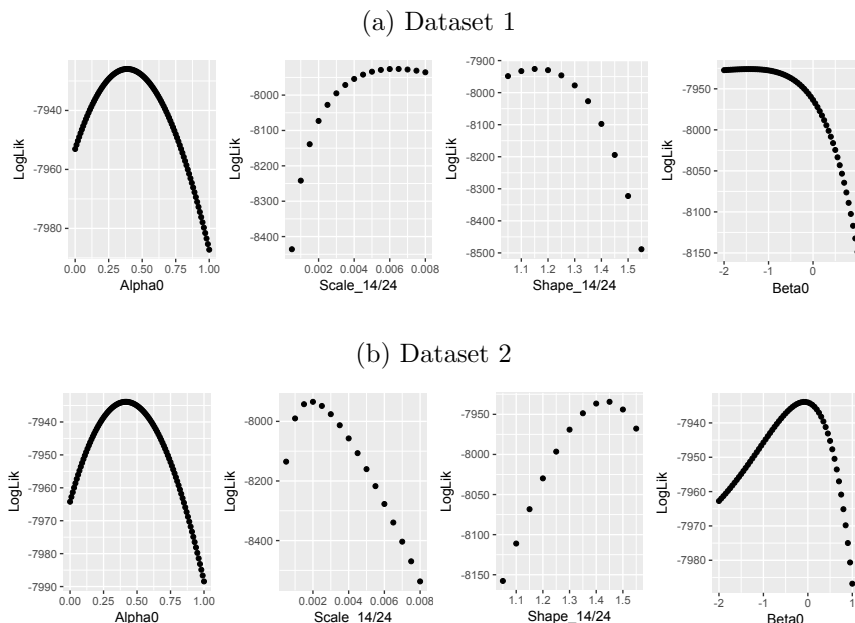 (a) Dataset 1
LogLik
-7940
-7960
-7980
0.00 0.25 0.50 0.75 1.00
Alpha0
LogLik
-8000
-8100
-8200
-8300
-8400
0.002 0.004 0.006 0.008
Scale_14/24
LogLik
-7900
-8000
-8100
-8200
-8300
-8400
-8500
1.1 1.2 1.3 1.4 1.5
Shape_14/24
LogLik
-7950
-8000
-8050
-8100
-8150
-2 -1 0 1
Beta0
(b) Dataset 2
LogLik
-7940
-7950
-7960
-7970
-7980
-7990
0.00 0.25 0.50 0.75 1.00
Alpha0
LogLik
-8000
-8200
-8400
0.002 0.004 0.006 0.008
Scale_14/24
LogLik
-7950
-8000
-8050
-8100
-8150
1.1 1.2 1.3 1.4 1.5
Shape_14/24
LogLik
-7940
-7950
-7960
-7970
-7980
-2 -1 0 1
Beta0